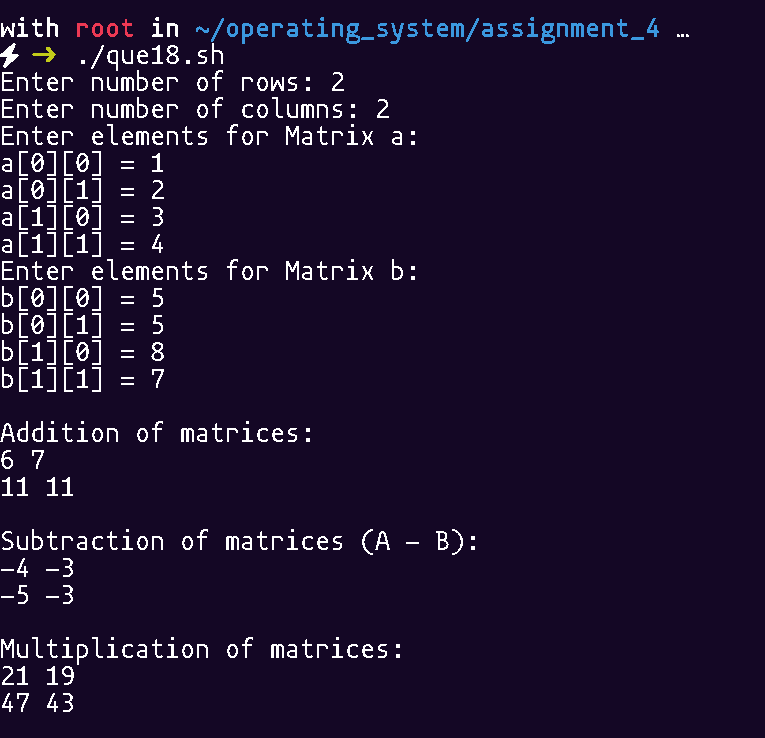 with root in ~/operating_system/assignment_4 …
⚡ → ./que18.sh
Enter number of rows: 2
Enter number of columns: 2
Enter elements for Matrix a:
a[0][0] = 1
a[0][1] = 2
a[1][0] = 3
a[1][1] = 4
Enter elements for Matrix b:
b[0][0] = 5
b[0][1] = 5
b[1][0] = 8
b[1][1] = 7
Addition of matrices:
6 7
11 11
Subtraction of matrices (A - B):
-4 -3
-5 -3
Multiplication of matrices:
21 19
47 43